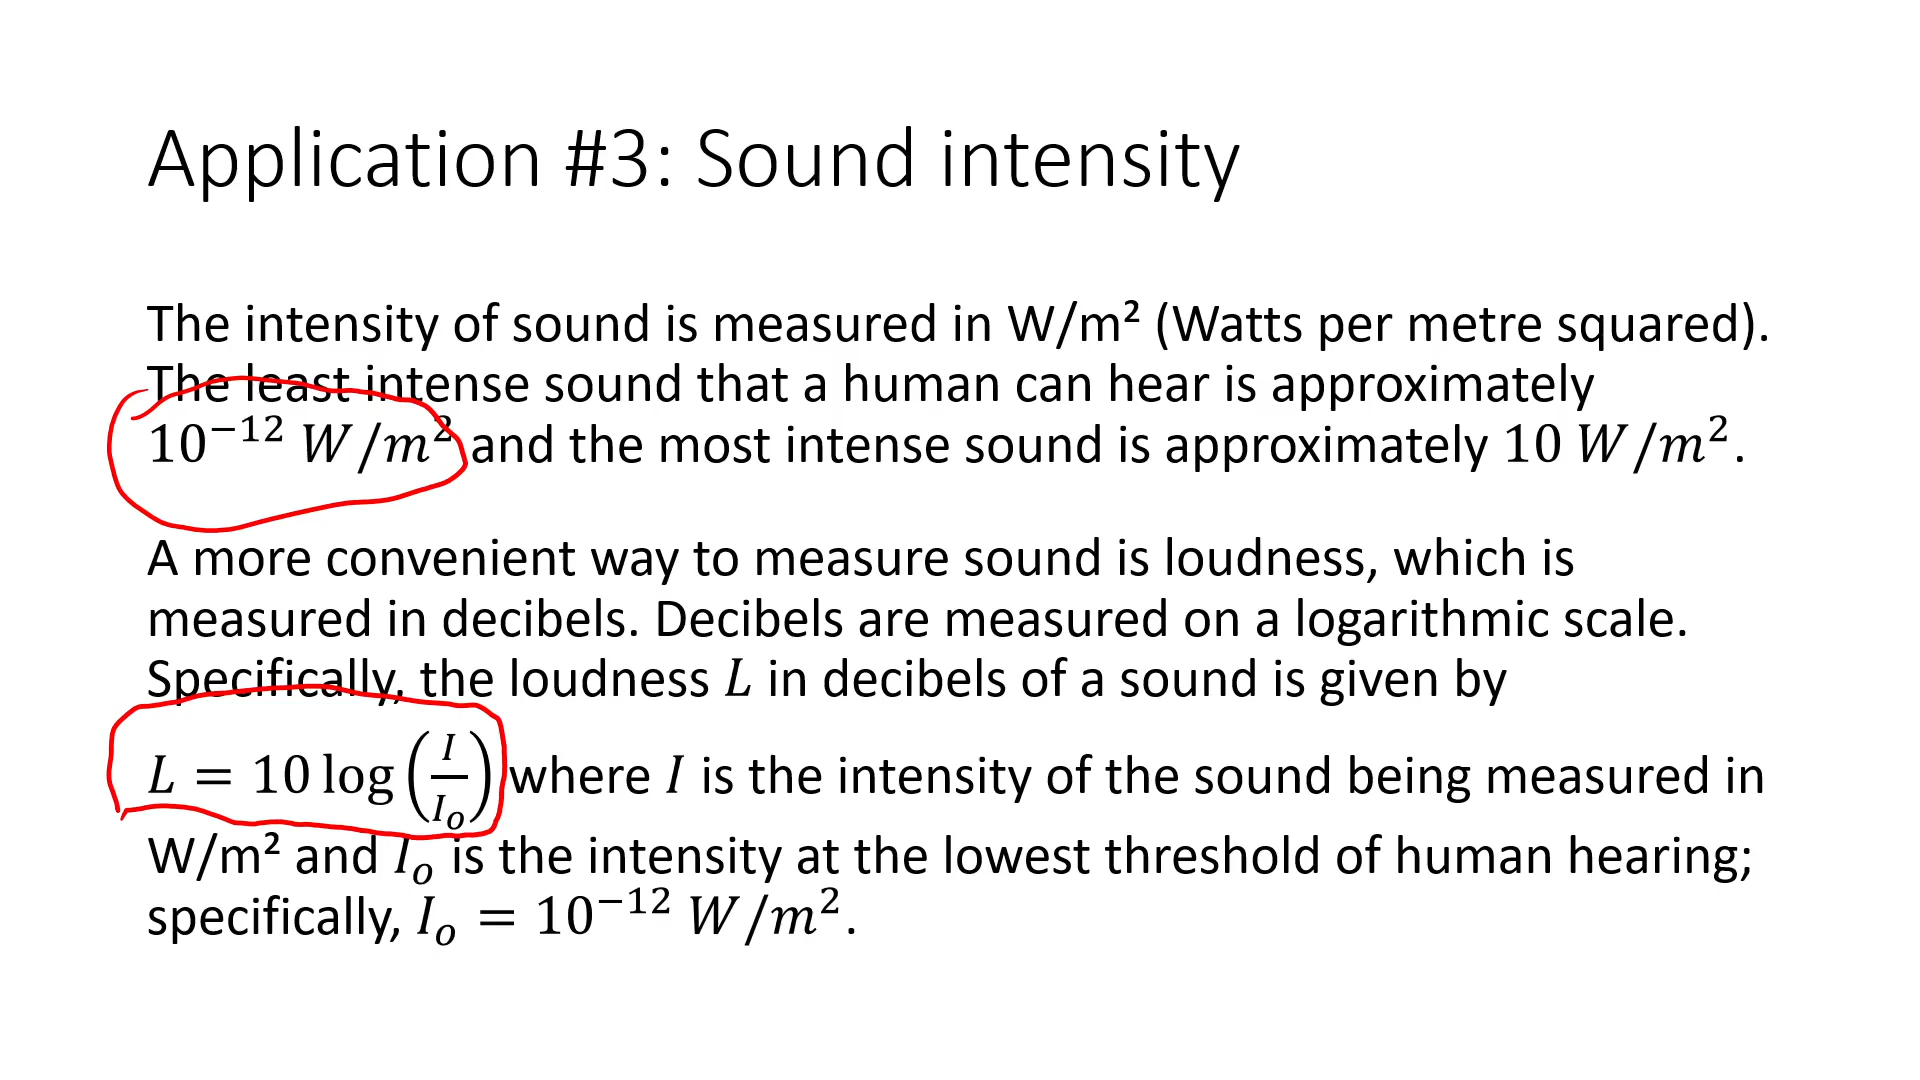 Application #3: Sound intensity
The intensity of sound is measured in W/m² (Watts per metre squared).
The least intense sound that a human can hear is approximately
10⁻¹² W/m² and the most intense sound is approximately 10 W/m².
A more convenient way to measure sound is loudness, which is
measured in decibels. Decibels are measured on a logarithmic scale.
Specifically, the loudness L in decibels of a sound is given by
L = 10 log (I/Iₒ) where I is the intensity of the sound being measured in
W/m² and Iₒ is the intensity at the lowest threshold of human hearing;
specifically, Iₒ = 10⁻¹² W/m².